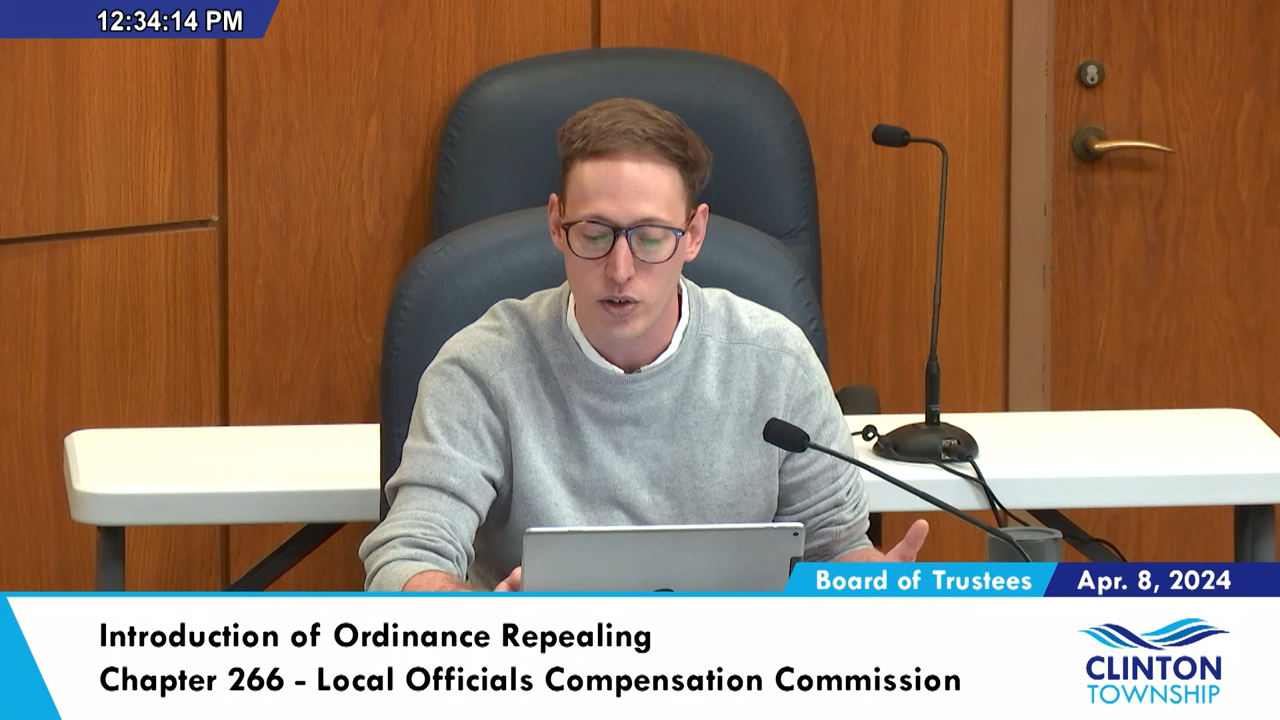 12:34:14 PM
Board of Trustees
Apr. 8, 2024
Introduction of Ordinance Repealing
Chapter 266 - Local Officials Compensation Commission
CLINTON
TOWNSHIP